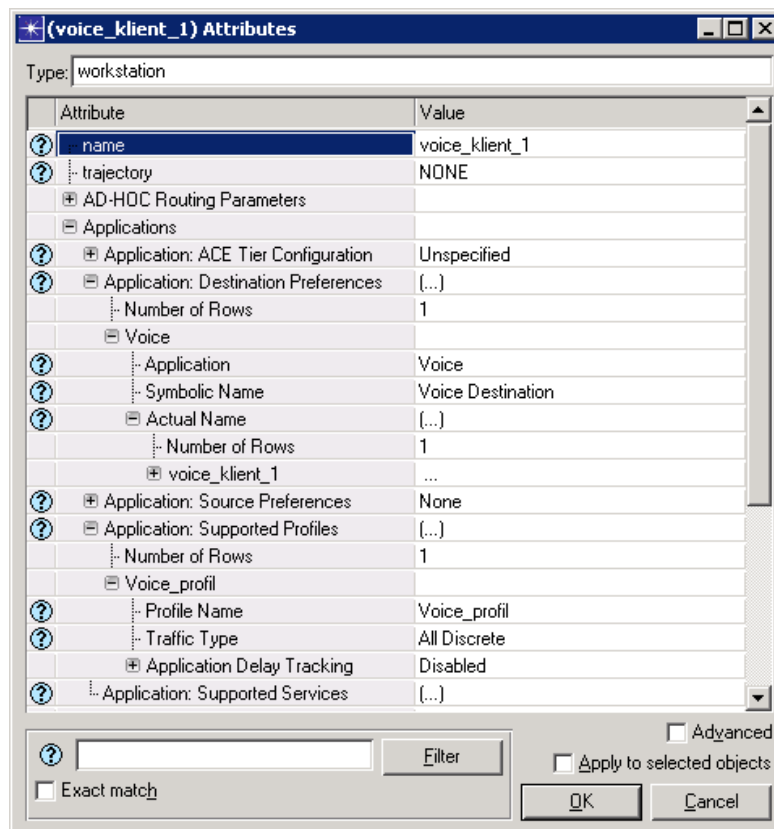 (voice_klient_1) Attributes
Type: workstation
Attribute Value
name voice_klient_1
trajectory NONE
AD-HOC Routing Parameters
Applications
Application: ACE Tier Configuration Unspecified
Application: Destination Preferences (...)
Number of Rows 1
Voice
Application Voice
Symbolic Name Voice Destination
Actual Name (...)
Number of Rows 1
voice_klient_1 ...
Application: Source Preferences None
Application: Supported Profiles (...)
Number of Rows 1
Voice_profil
Profile Name Voice_profil
Traffic Type All Discrete
Application Delay Tracking Disabled
Application: Supported Services (...)
Advanced
Filter
Apply to selected objects
Exact match
OK Cancel